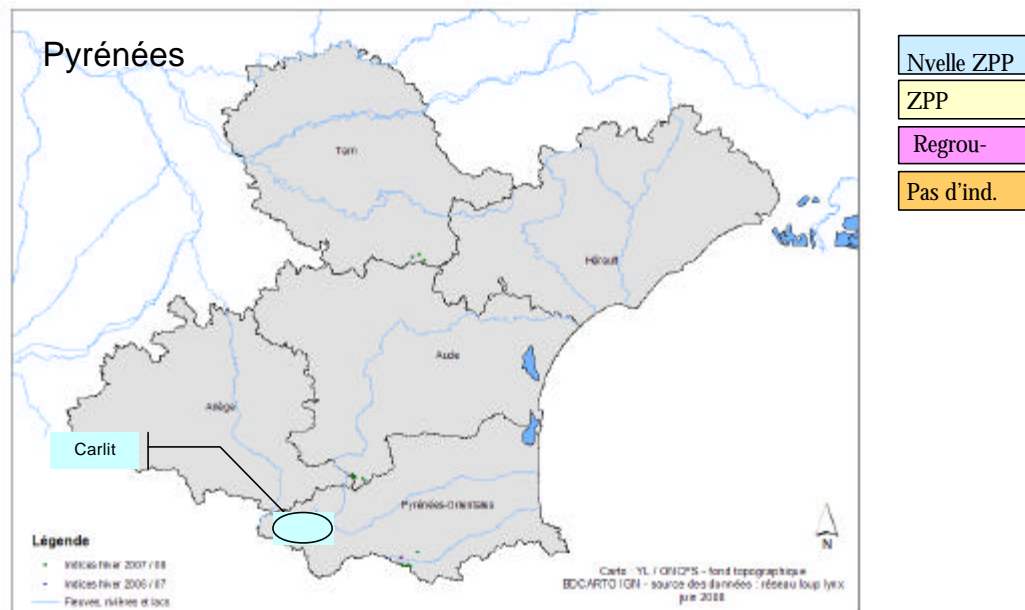 Pyrénées
Nvelle ZPP
ZPP
Regrou-
Pas d'ind.
Tarn
Hérault
Aude
Ariège
Carlit
Pyrénées-Orientales
Légende
Indices hiver 2007 / 08
Indices hiver 2006 / 07
Fleuves, rivières et lacs
N
Carto : YL / ONCFS - fond topographique
BDCARTO IGN - source des données : réseau loup lynx
juin 2008